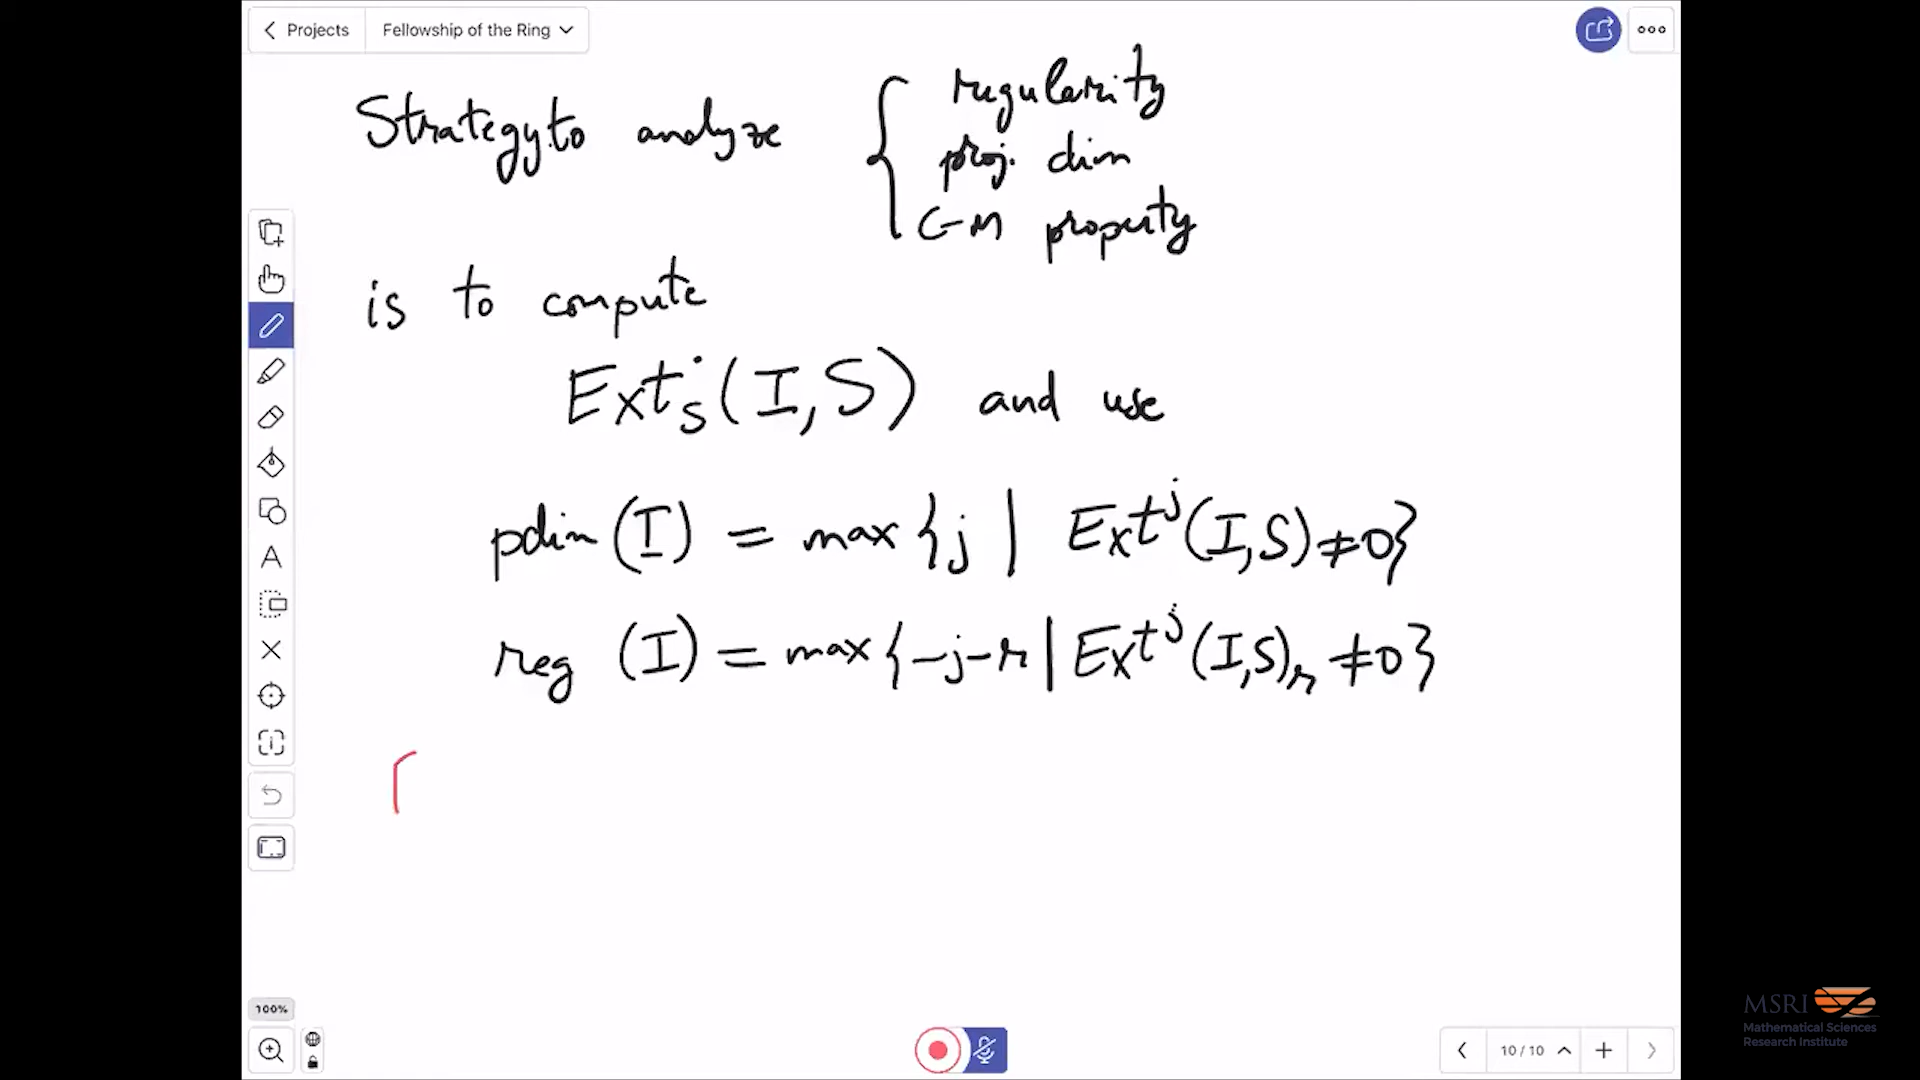 Projects
Fellowship of the Ring
Strategy to analyze { regularity
proj. dim
C-M property
is to compute
Ext^•_S (I, S) and use
pdim (I) = max {j | Ext^j (I, S) ≠ 0}
reg (I) = max {-j-r | Ext^j (I, S)_r ≠ 0}
A
100%
10 / 10
MSRI
Mathematical Sciences
Research Institute